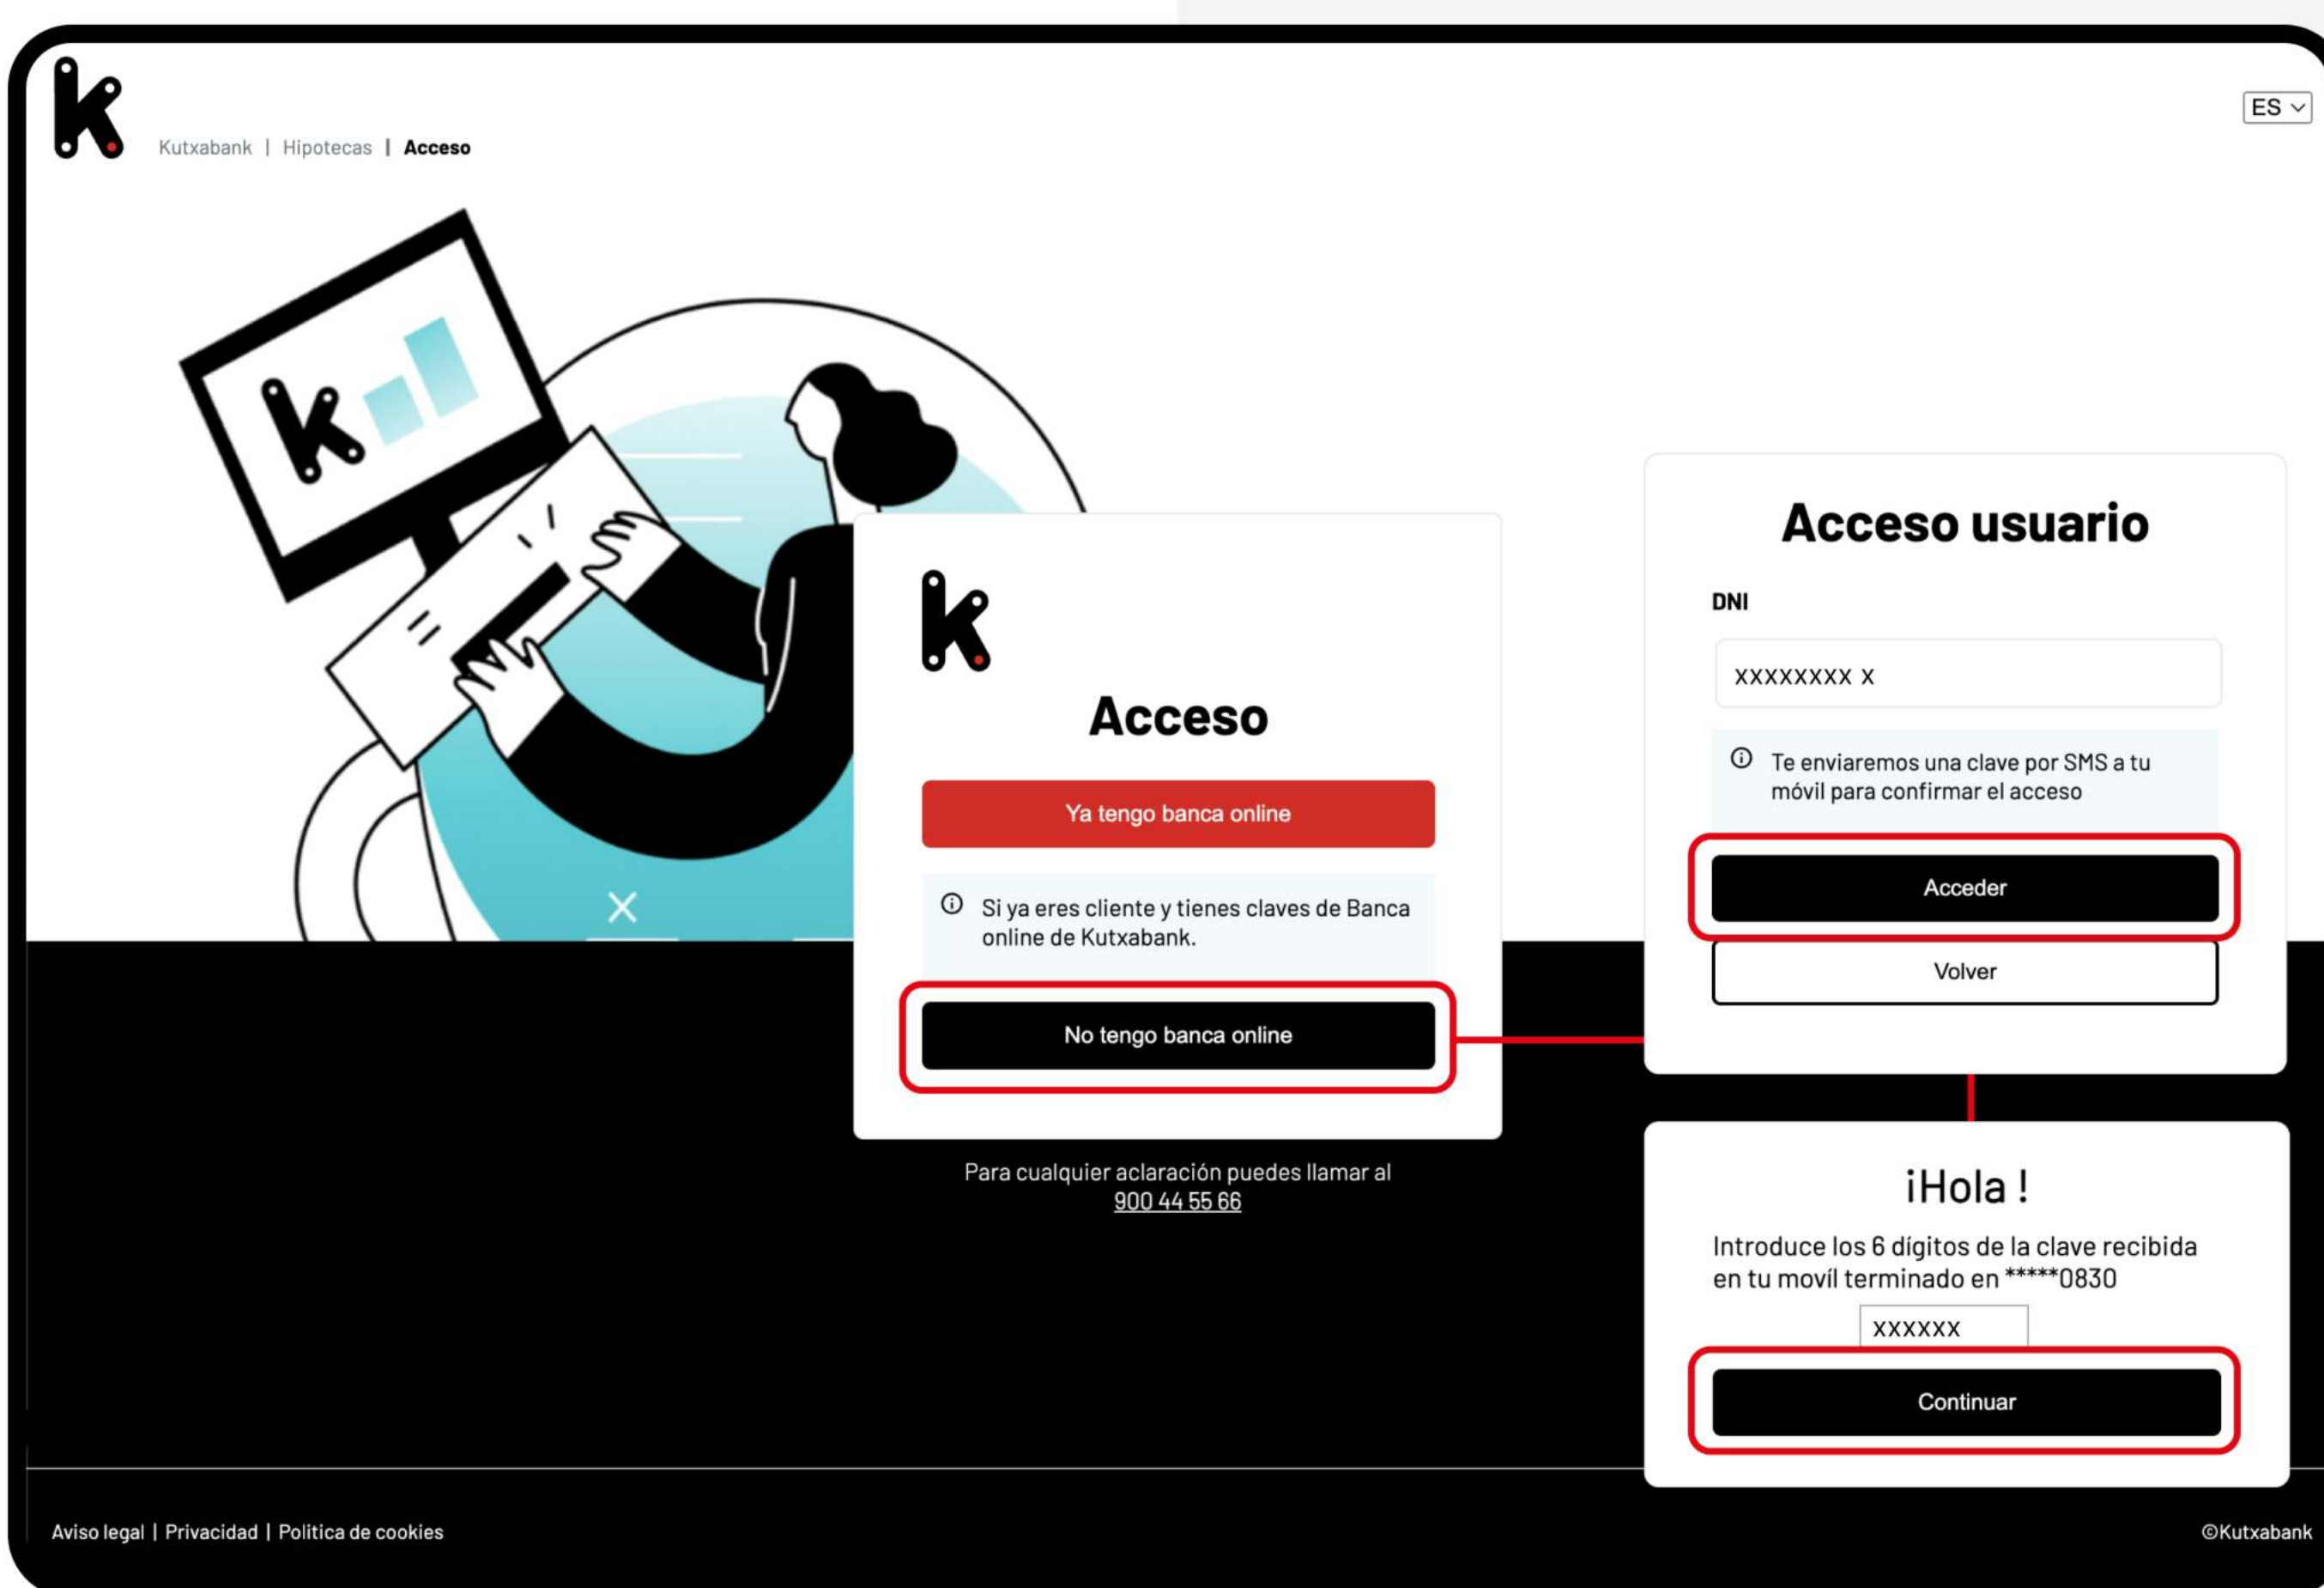 k
Kutxabank | Hipotecas | Acceso
ES
k
k
Acceso
Ya tengo banca online
Si ya eres cliente y tienes claves de Banca
online de Kutxabank.
No tengo banca online
Para cualquier aclaración puedes llamar al
900 44 55 66
Acceso usuario
DNI
xxxxxxxx x
Te enviaremos una clave por SMS a tu
móvil para confirmar el acceso
Acceder
Volver
¡Hola !
Introduce los 6 dígitos de la clave recibida
en tu movíl terminado en *****0830
xxxxxx
Continuar
Aviso legal | Privacidad | Politica de cookies
©Kutxabank